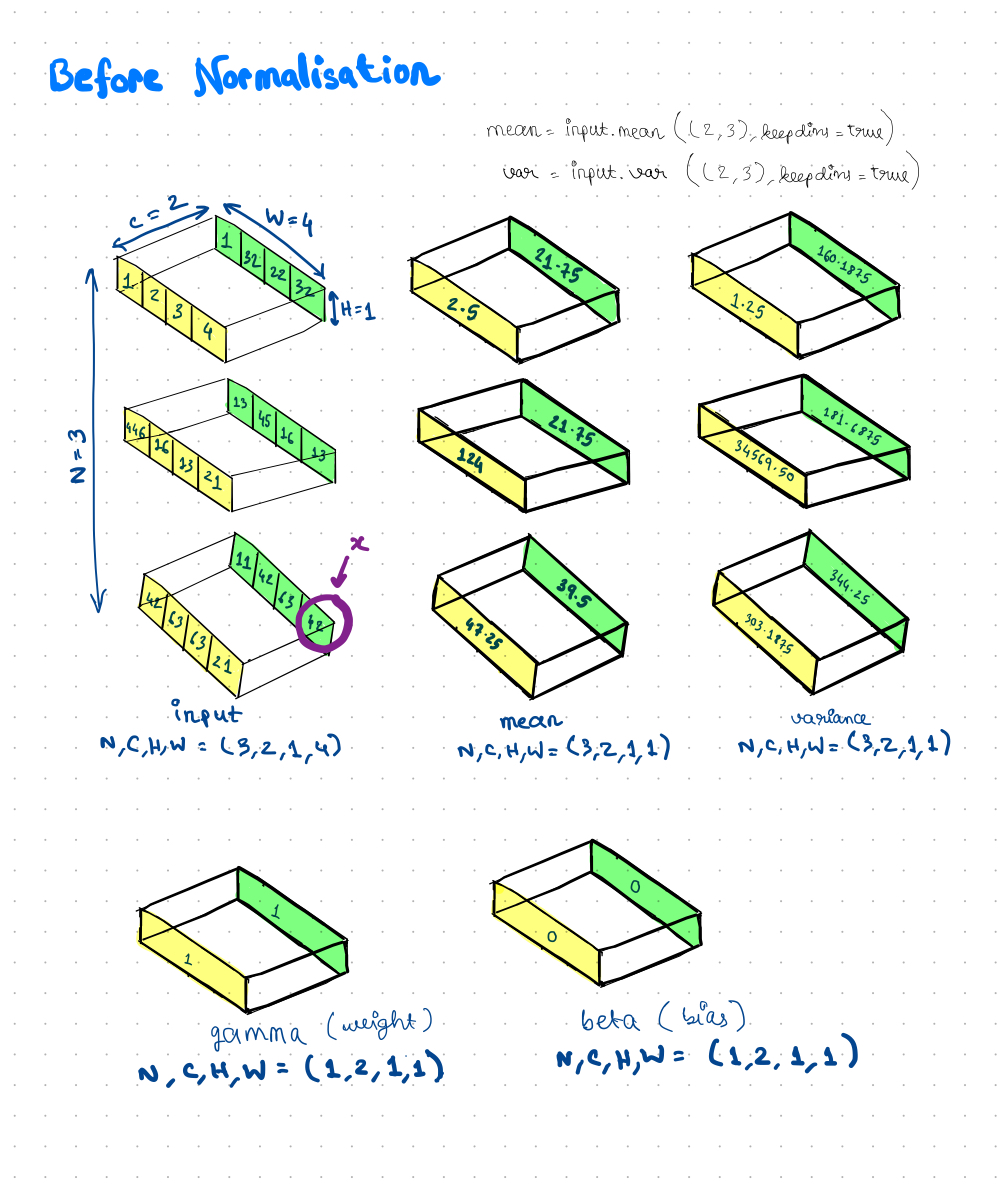 Before Normalisation
mean = input.mean ((2,3), keepdims = true)
var = input.var ((2,3), keepdims = true)
C = 2
W = 4
1 32 22 32
1 2 3 4
H = 1
21.75
2.5
160.1875
1.25
N = 3
13 45 16 13
446 16 13 21
21.75
124
181.6875
34569.50
x
11 42 63 42
42 63 63 21
39.5
47.25
344.25
303.1875
input
mean
variance
N,C,H,W = (3,2,1,4)
N,C,H,W = (3,2,1,1)
N,C,H,W = (3,2,1,1)
1
1
0
0
gamma (weight)
beta (bias)
N,C,H,W = (1,2,1,1)
N,C,H,W = (1,2,1,1)